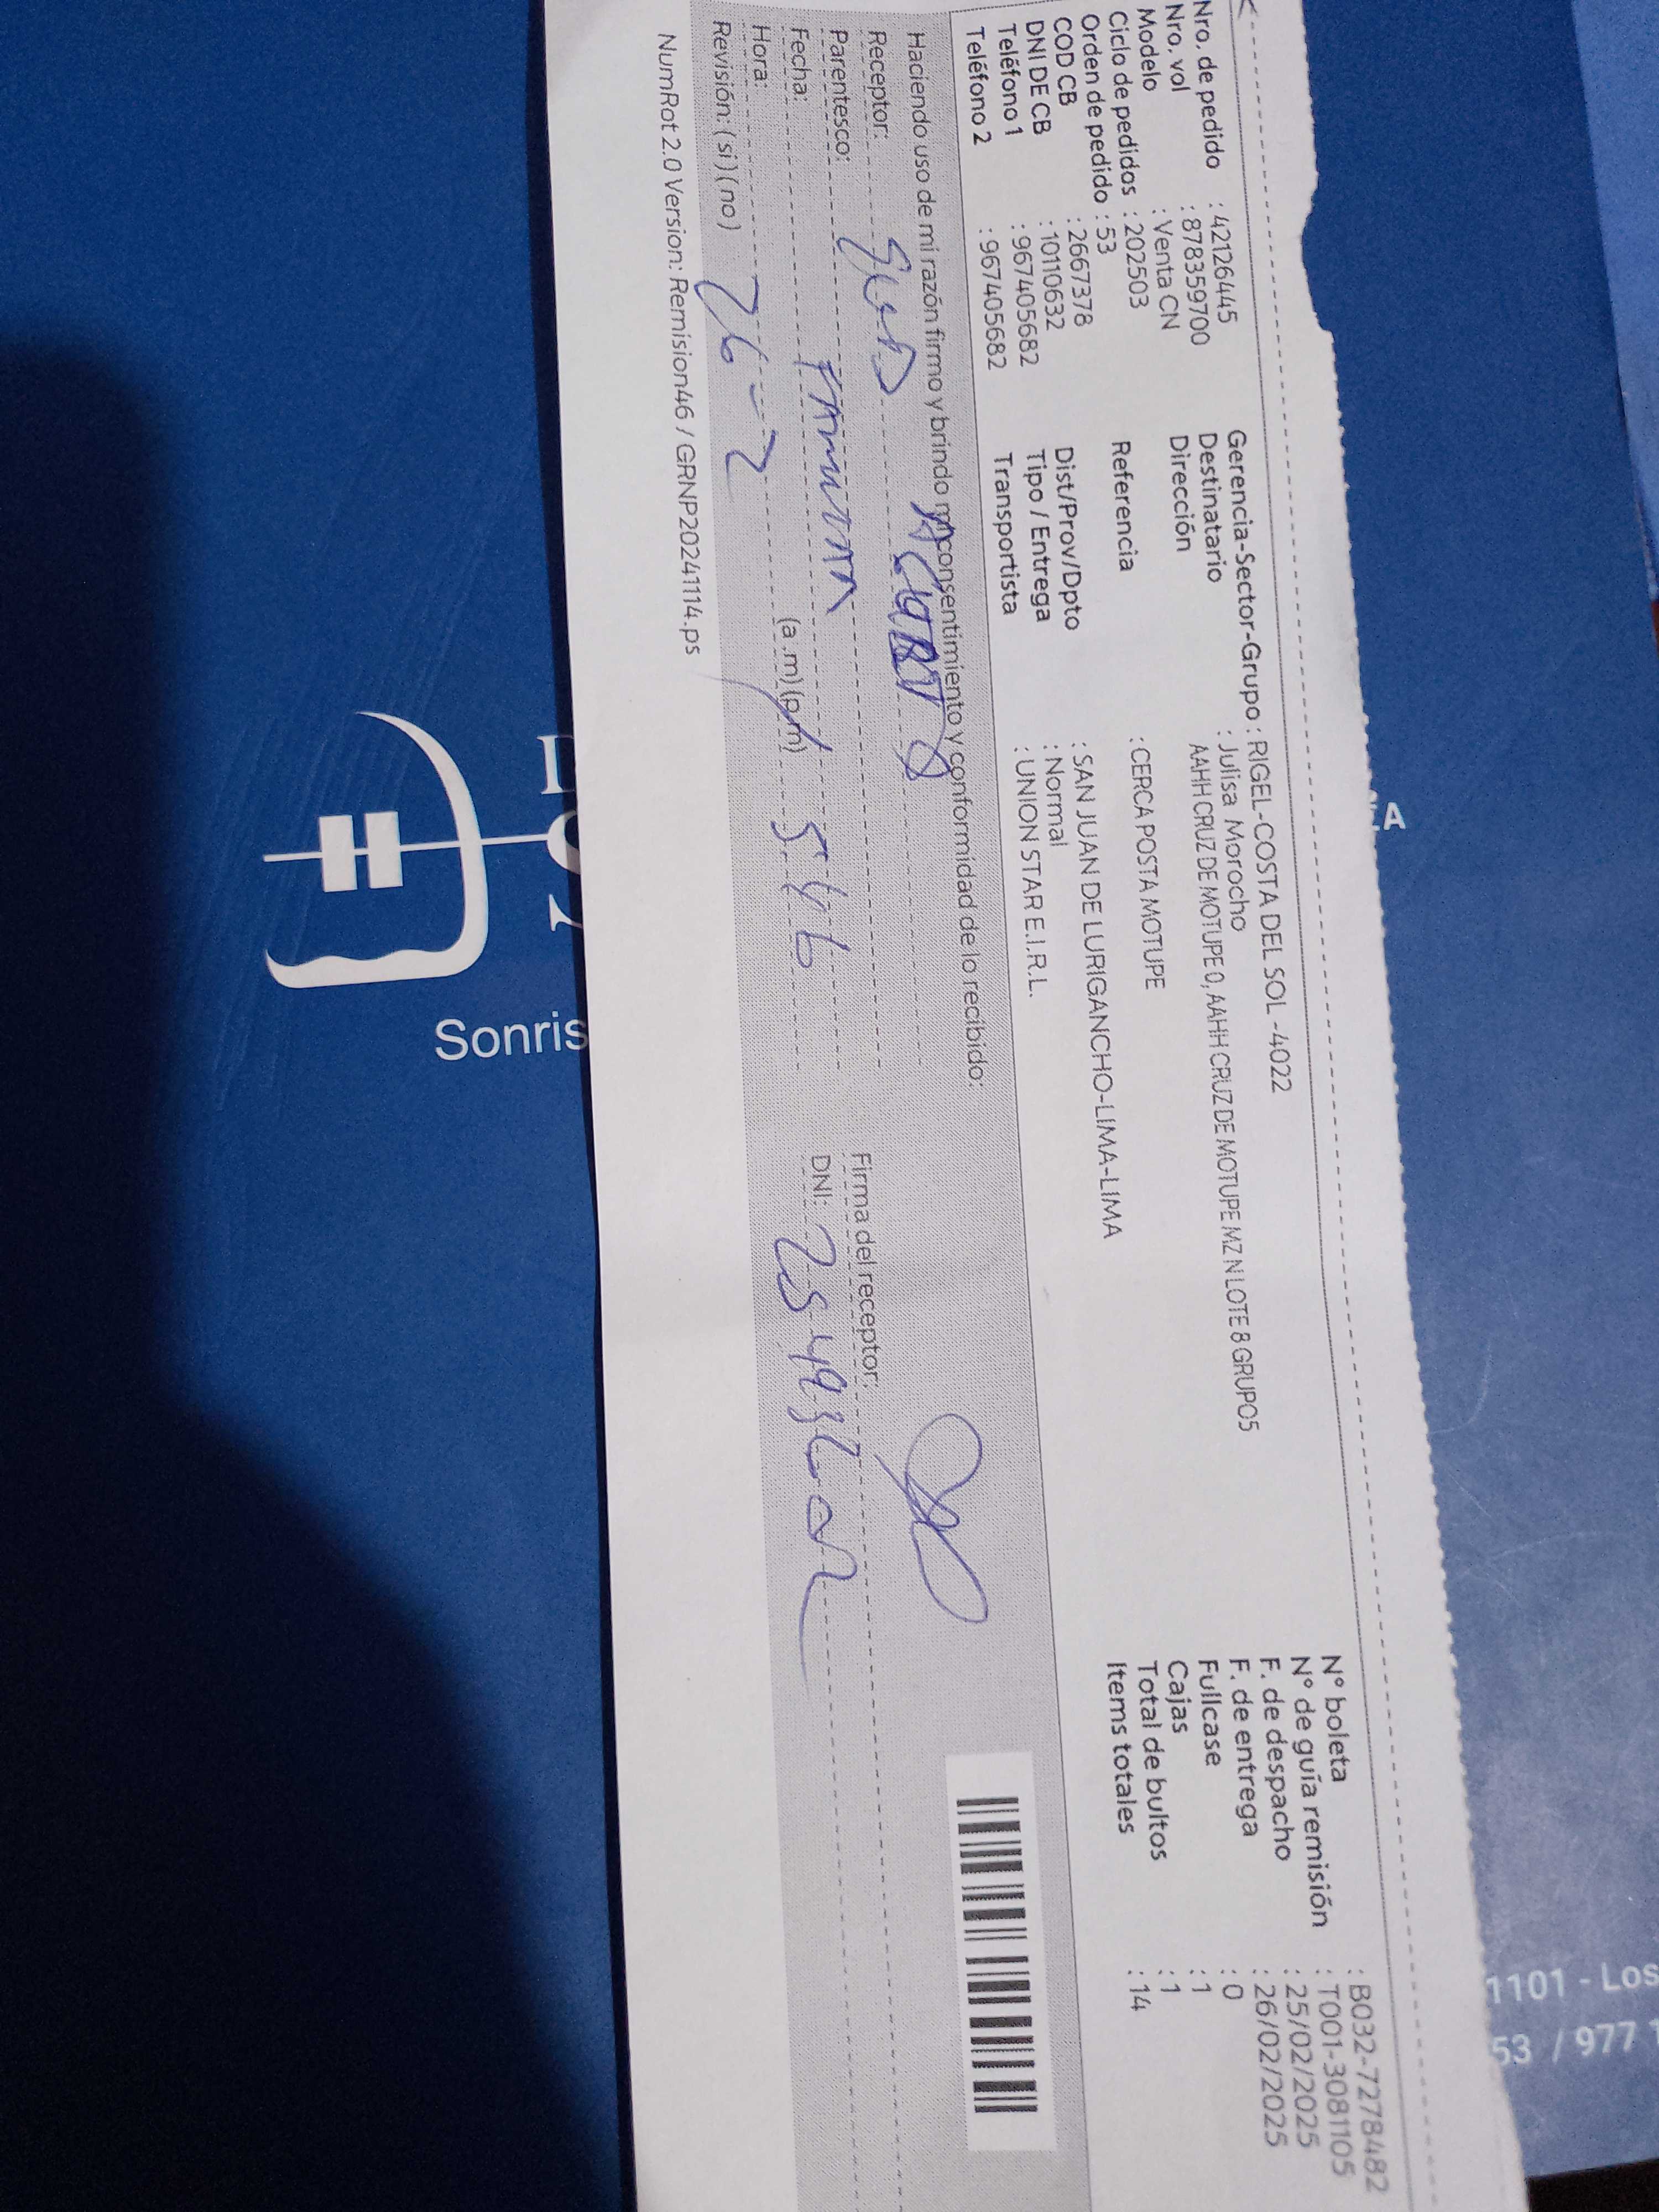 Nro. de pedido : 42126445
Nro. vol : 878359700
Modelo : Venta CN
Ciclo de pedidos : 202503
Orden de pedido : 53
COD CB : 2667378
DNI DE CB : 10110632
Teléfono 1 : 967405682
Teléfono 2 : 967405682
Gerencia-Sector-Grupo : RIGEL-COSTA DEL SOL -4022
Destinatario : Julisa Morocho
Dirección AAHH CRUZ DE MOTUPE 0, AAHH CRUZ DE MOTUPE MZ N LOTE 8 GRUPO5
Referencia : CERCA POSTA MOTUPE
Dist/Prov/Dpto : SAN JUAN DE LURIGANCHO-LIMA-LIMA
Tipo / Entrega : Normal
Transportista : UNION STAR E.I.R.L.
N° boleta : B032-7278482
N° de guía remisión : T001-3081105
F. de despacho : 25/02/2025
F. de entrega : 26/02/2025
Fullcase : 0
Cajas : 1
Total de bultos : 1
Items totales : 14
Haciendo uso de mi razón firmo y brindo mi consentimiento y conformidad de lo recibido:
Receptor:
Parentesco:
Fecha:
Hora: (a.m) (p.m) 546
Revisión: (si) (no) 26-2
Firma del receptor:
DNI:
NumRot 2.0 Version: Remision46 / GRNP20241114.ps
Sonris
1101 - Los
53 / 977 1